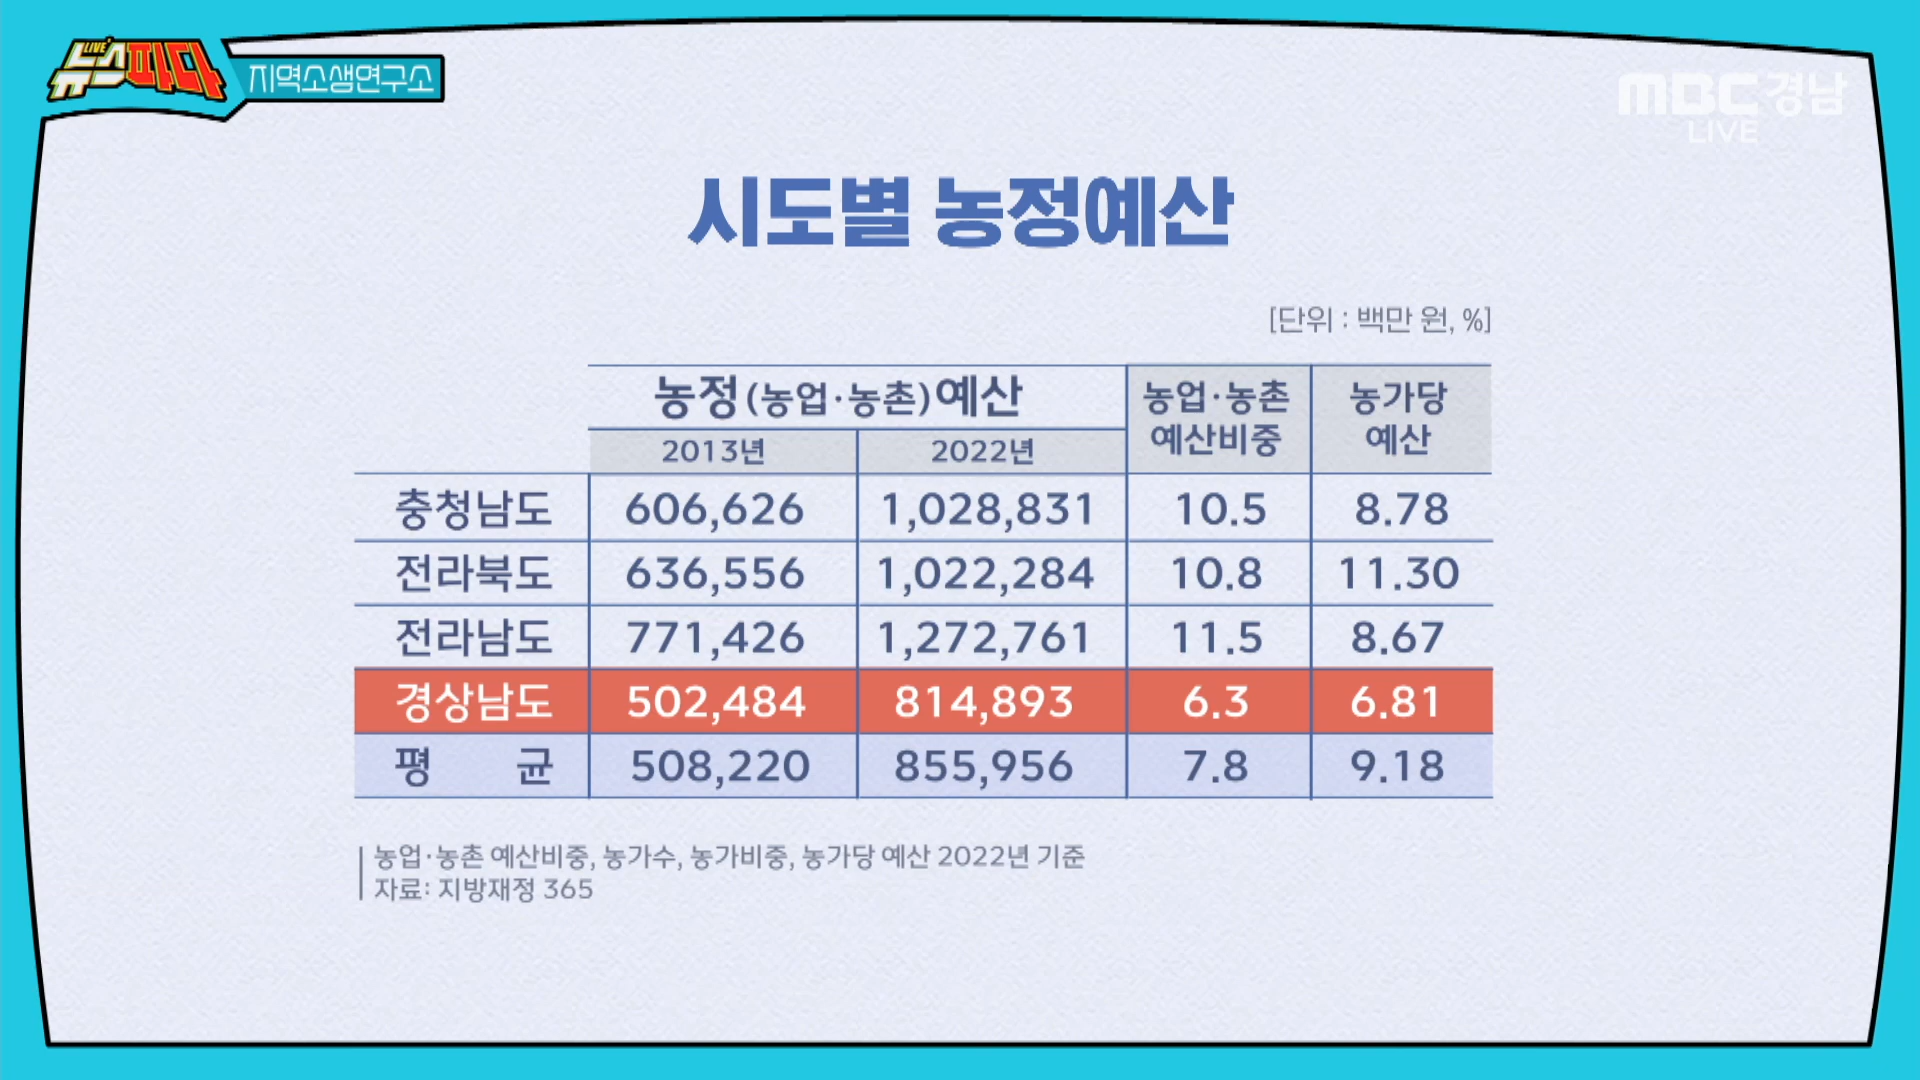 LIVE 뉴스피다
지역소생연구소
MBC경남
LIVE
시도별 농정예산
[단위 : 백만 원, %]
농정(농업·농촌)예산 농업·농촌 예산비중 농가당 예산
2013년 2022년
충청남도 606,626 1,028,831 10.5 8.78
전라북도 636,556 1,022,284 10.8 11.30
전라남도 771,426 1,272,761 11.5 8.67
경상남도 502,484 814,893 6.3 6.81
평 균 508,220 855,956 7.8 9.18
농업·농촌 예산비중, 농가수, 농가비중, 농가당 예산 2022년 기준
자료: 지방재정 365